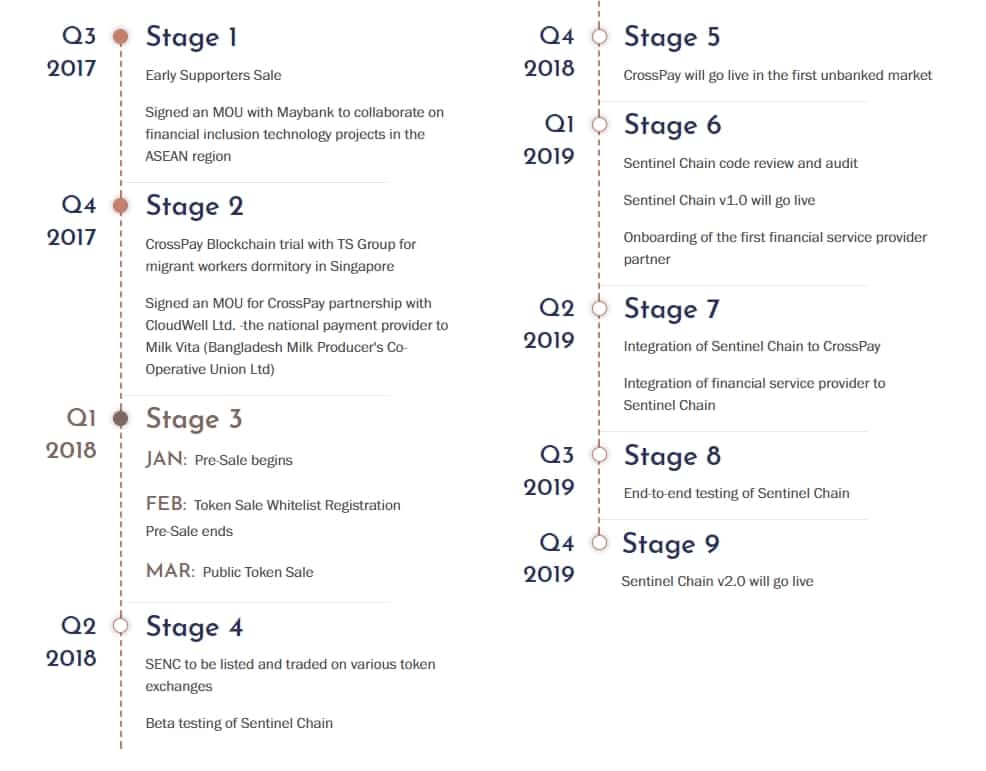 Q3
2017
Stage 1
Early Supporters Sale
Signed an MOU with Maybank to collaborate on
financial inclusion technology projects in the
ASEAN region
Q4
2017
Stage 2
CrossPay Blockchain trial with TS Group for
migrant workers dormitory in Singapore
Signed an MOU for CrossPay partnership with
CloudWell Ltd. -the national payment provider to
Milk Vita (Bangladesh Milk Producer's Co-
Operative Union Ltd)
Q1
2018
Stage 3
JAN: Pre-Sale begins
FEB: Token Sale Whitelist Registration
Pre-Sale ends
MAR: Public Token Sale
Q2
2018
Stage 4
SENC to be listed and traded on various token
exchanges
Beta testing of Sentinel Chain
Q4
2018
Stage 5
CrossPay will go live in the first unbanked market
Q1
2019
Stage 6
Sentinel Chain code review and audit
Sentinel Chain v1.0 will go live
Onboarding of the first financial service provider
partner
Q2
2019
Stage 7
Integration of Sentinel Chain to CrossPay
Integration of financial service provider to
Sentinel Chain
Q3
2019
Stage 8
End-to-end testing of Sentinel Chain
Q4
2019
Stage 9
Sentinel Chain v2.0 will go live